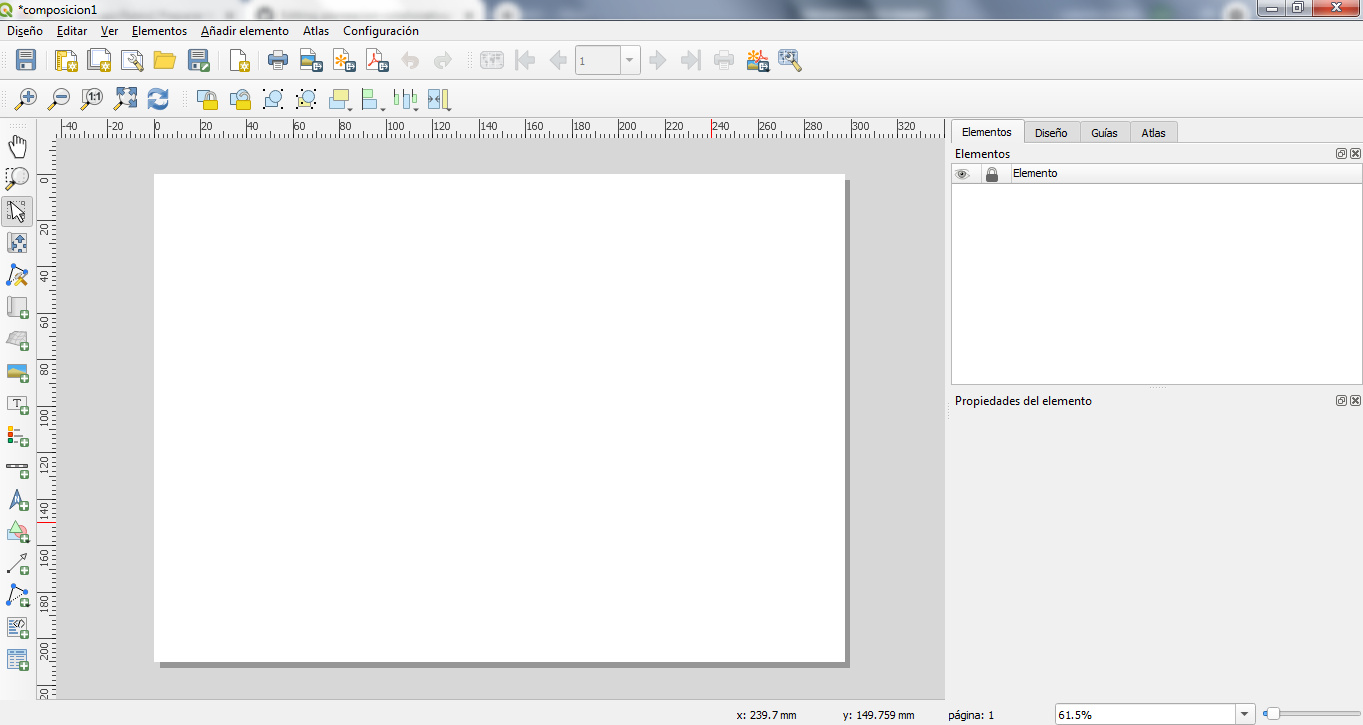 *composicion1
Diseño Editar Ver Elementos Añadir elemento Atlas Configuración
1
1:1
-40 -20 0 20 40 60 80 100 120 140 160 180 200 220 240 260 280 300 320
Elementos Diseño Guías Atlas
Elementos
Elemento
0
20
40
60
80
100
120
140
160
180
200
20
Propiedades del elemento
T
x: 239.7 mm y: 149.759 mm página: 1 61.5%